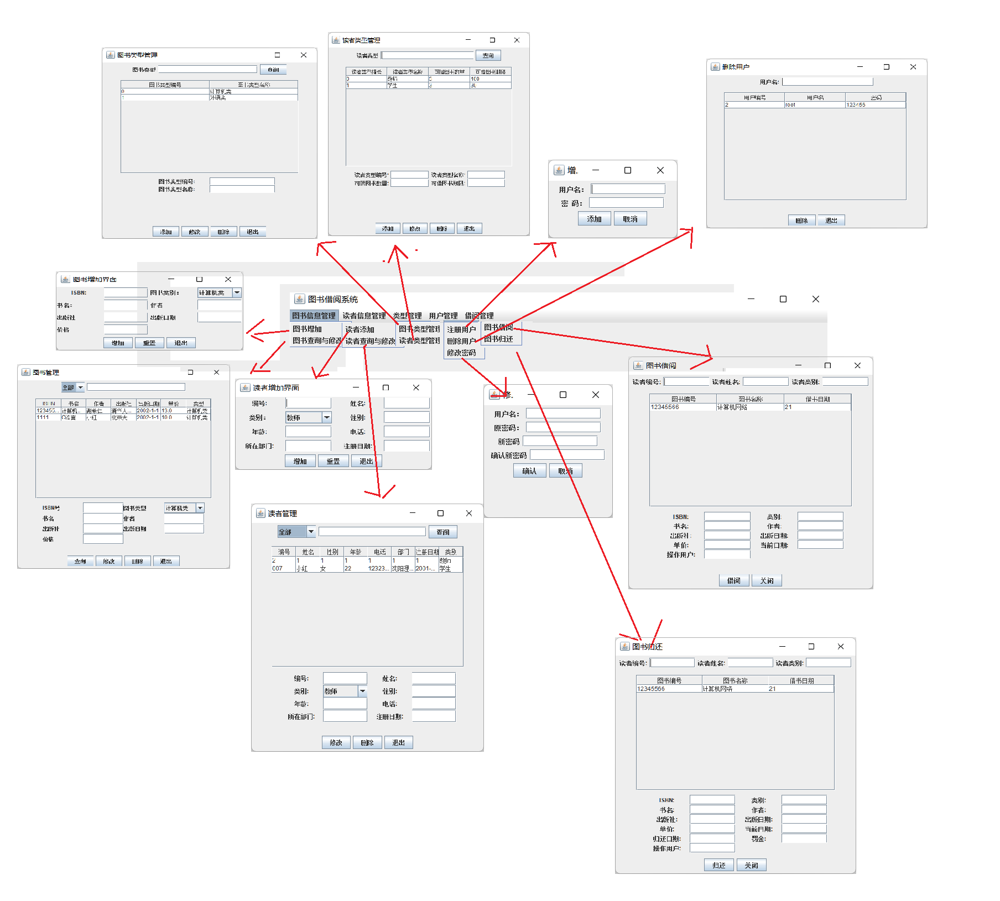 图书类型管理
图书类型 查询
图书类型编号 图书类型名称
0 计算机类
1 外语类
图书类型编号:
图书类型名称:
添加 修改 删除 退出
读者类型管理
读者类型 查询
读者类型编号 读者类型名称 可借图书数量 可借图书期限
0 教师 5 100
1 学生 3 30
读者类型编号: 读者类型名称:
可借图书数量: 可借图书期限:
添加 修改 删除 退出
增.
用户名:
密 码:
添加 取消
删除用户
用户名:
用户编号 用户名 密码
2 root 123456
删除 退出
图书增加界面
ISBN: 图书类别: 计算机类
书名: 作者
出版社 出版日期
价格
增加 重置 退出
图书借阅系统
图书信息管理 读者信息管理 类型管理 用户管理 借阅管理
图书增加 读者添加 图书类型管理 注册用户 图书借阅
图书查询与修改 读者查询与修改 读者类型管理 删除用户 图书归还
修改密码
图书管理
全部
ISBN 书名 作者 出版社 出版日期 单价 类型
123455... 计算机... 谢希仁 清华大... 2002-1-1 13.0 计算机类
1111 C语言 小红 北京大... 2002-1-1 10.0 计算机类
ISBN号 图书类型 计算机类
书名 作者
出版社 出版日期
价格
查询 修改 删除 退出
读者增加界面
编号: 姓名:
类别: 教师 性别:
年龄: 电话:
所在部门: 注册日期:
增加 重置 退出
修.
用户名:
原密码:
新密码
确认新密码
确认 取消
图书借阅
读者编号: 读者姓名: 读者类别:
图书编号 图书名称 借书日期
12345566 计算机网络 21
ISBN: 类别:
书名: 作者:
出版社: 出版日期:
单价: 当前日期:
操作用户:
借阅 关闭
读者管理
全部 查询
编号 姓名 性别 年龄 电话 部门 注册日期 类别
2 1 1 1 1 1 1 教师
007 小红 女 22 12323... 沈阳理... 2001-... 学生
编号: 姓名:
类别: 教师 性别:
年龄: 电话:
所在部门: 注册日期:
修改 删除 退出
图书归还
读者编号: 读者姓名: 读者类别:
图书编号 图书名称 借书日期
12345566 计算机网络 21
ISBN: 类别:
书名: 作者:
出版社: 出版日期:
单价: 当前日期:
归还日期: 罚金:
操作用户:
归还 关闭